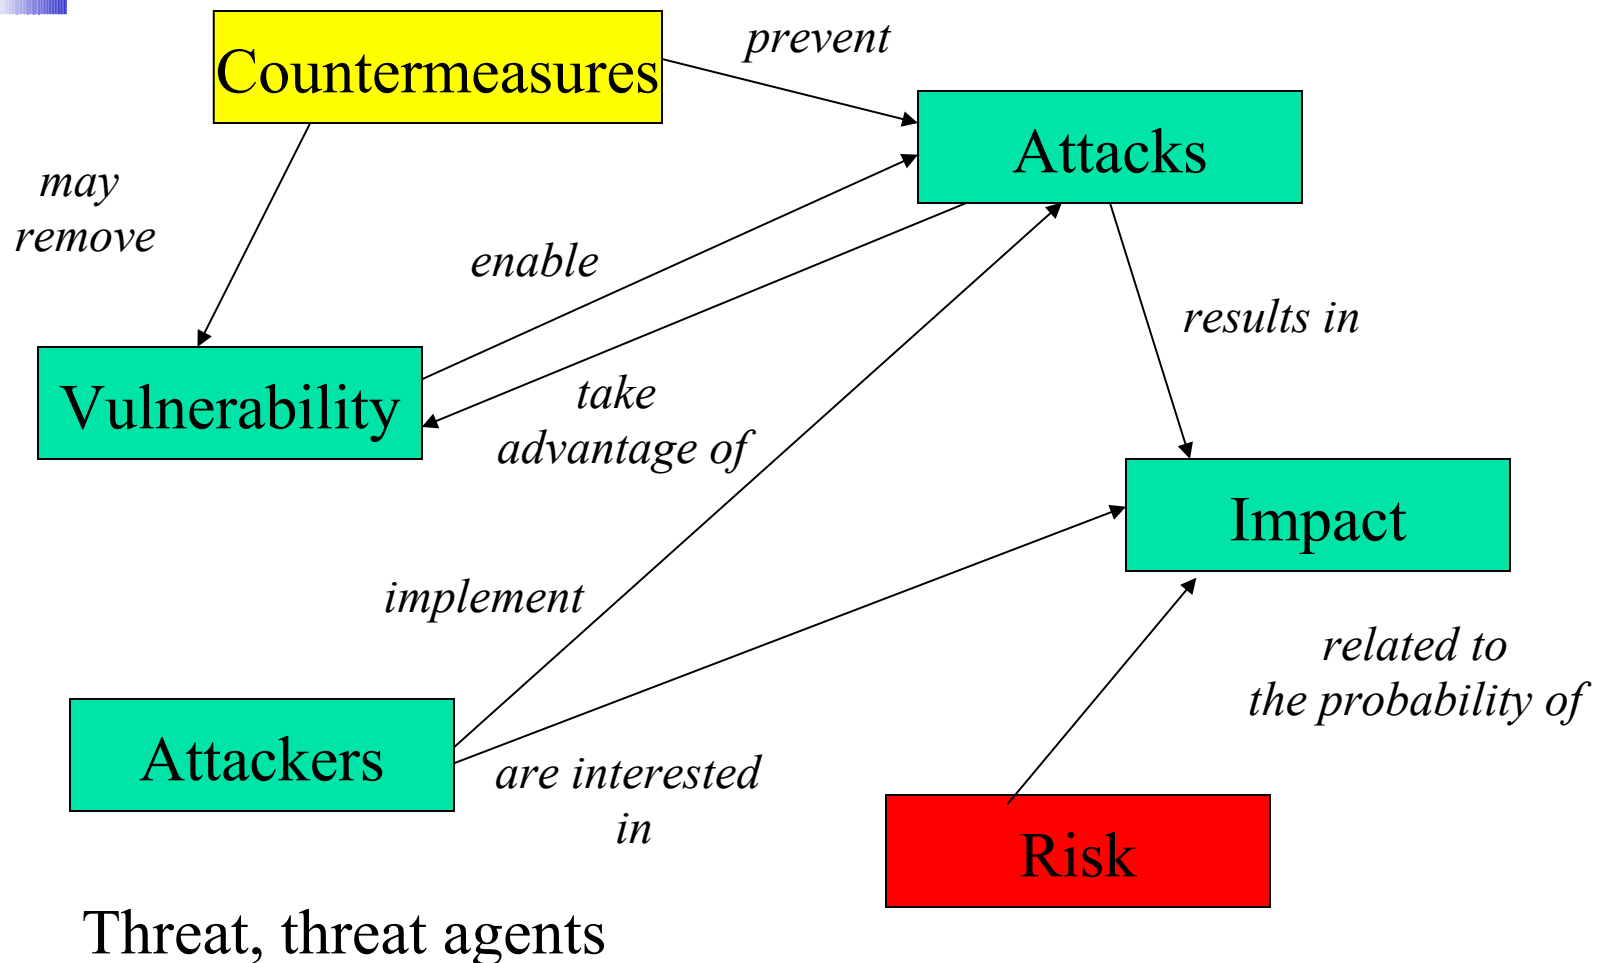 prevent
Countermeasures
Attacks
may
remove
enable
results in
Vulnerability
take
advantage of
Impact
implement
related to
the probability of
Attackers
are interested
in
Risk
Threat, threat agents